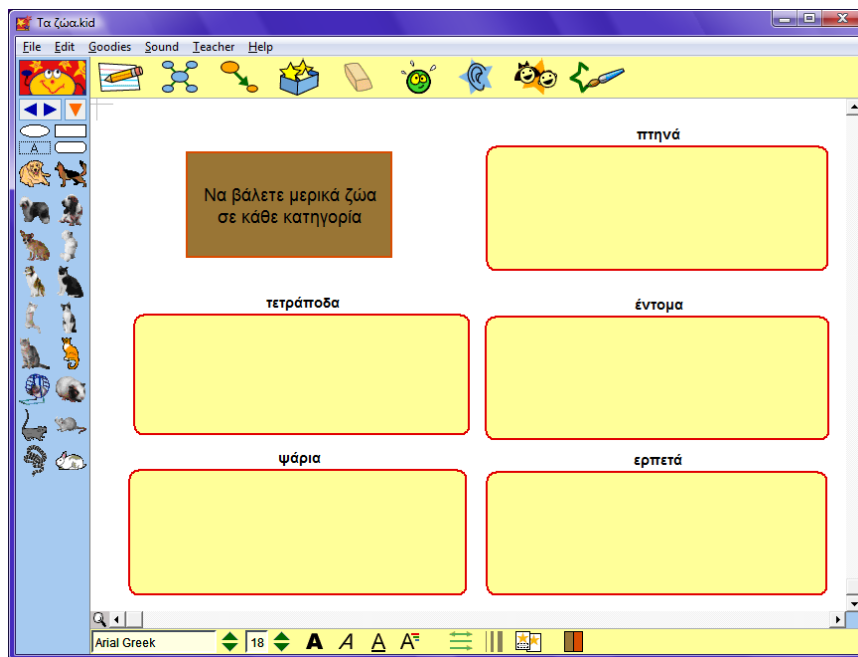 Τα ζώα.kid
File Edit Goodies Sound Teacher Help
A
πτηνά
Να βάλετε μερικά ζώα
σε κάθε κατηγορία
τετράποδα
έντομα
ψάρια
ερπετά
Arial Greek 18 A A A A